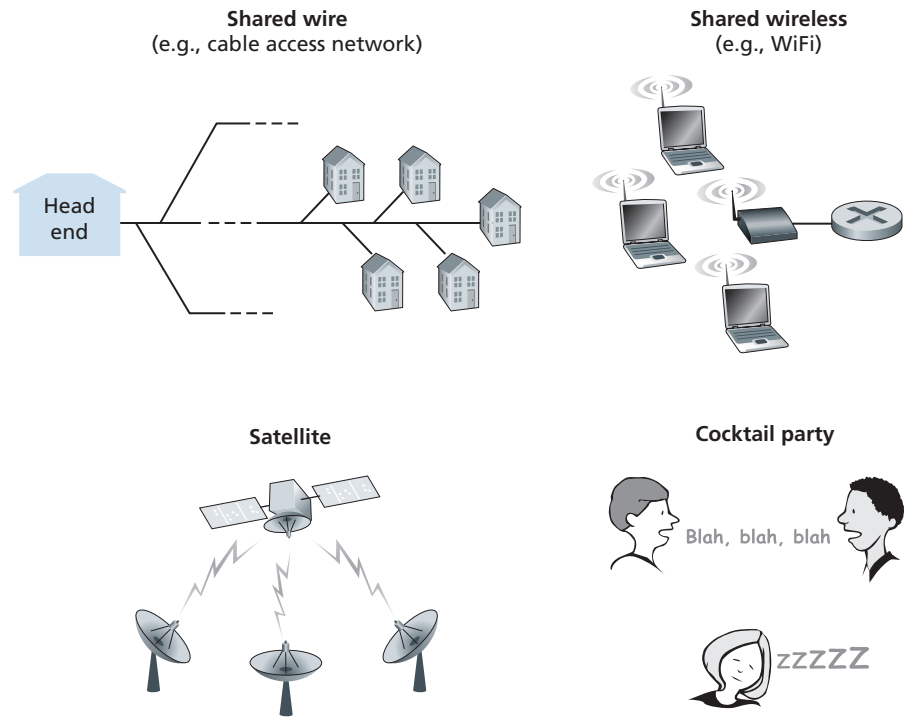 Shared wire
(e.g., cable access network)
Shared wireless
(e.g., WiFi)
Head
end
Satellite
Cocktail party
Blah, blah, blah
zzzzz